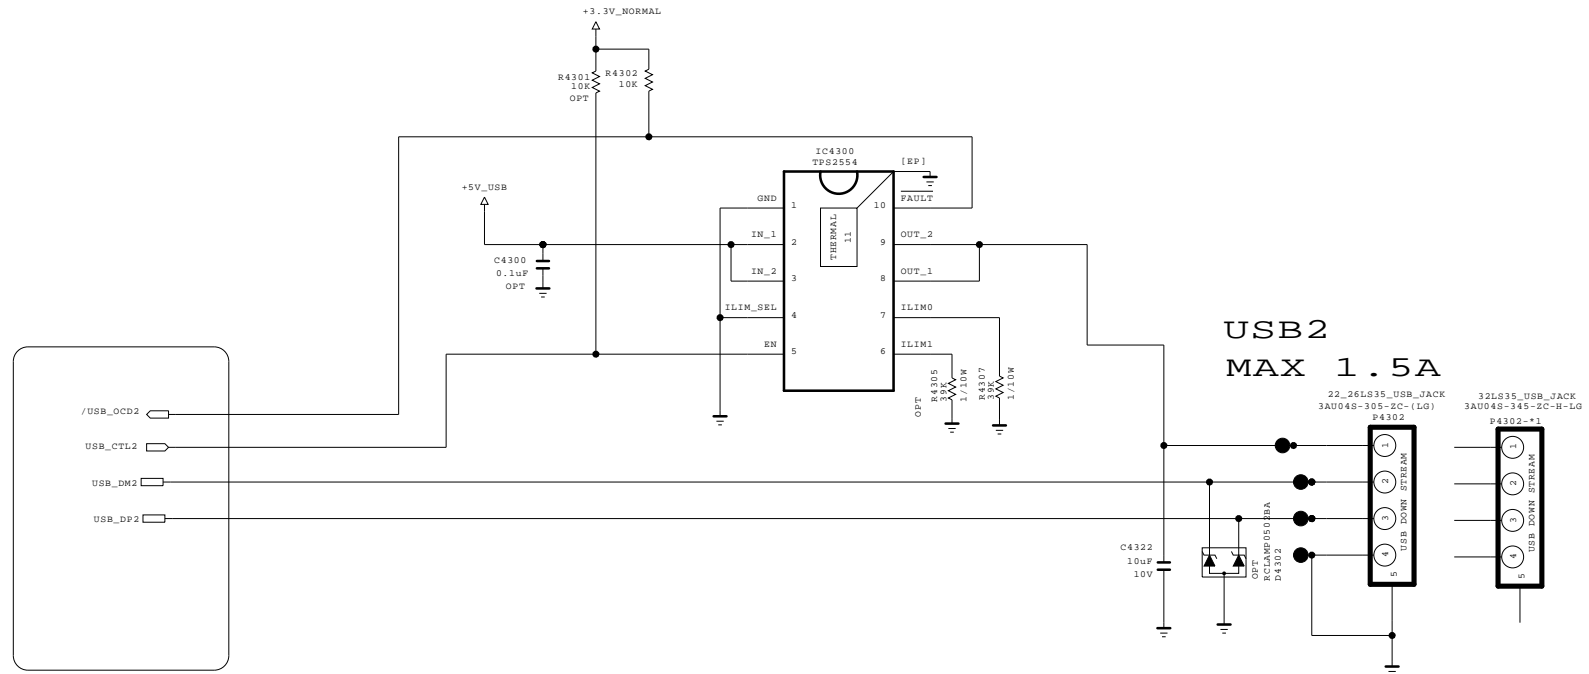 +3.3V_NORMAL
R4301
10K
OPT
R4302
10K
IC4300
TPS2554
[EP]
+5V_USB
GND
1
10
FAULT
IN_1
2
9
OUT_2
THERMAL
11
C4300
0.1uF
OPT
IN_2
3
8
OUT_1
ILIM_SEL
4
7
ILIM0
EN
5
6
ILIM1
OPT
R4305
39K
1/10W
R4307
39K
1/10W
USB2
MAX 1.5A
22_26LS35_USB_JACK
3AU04S-305-ZC-(LG)
P4302
32LS35_USB_JACK
3AU04S-345-ZC-H-LG
P4302-*1
/USB_OCD2
USB_CTL2
USB_DM2
USB_DP2
1
2
3
4
5
USB DOWN STREAM
1
2
3
4
5
USB DOWN STREAM
C4322
10uF
10V
OPT
RCLAMP0502BA
D4302